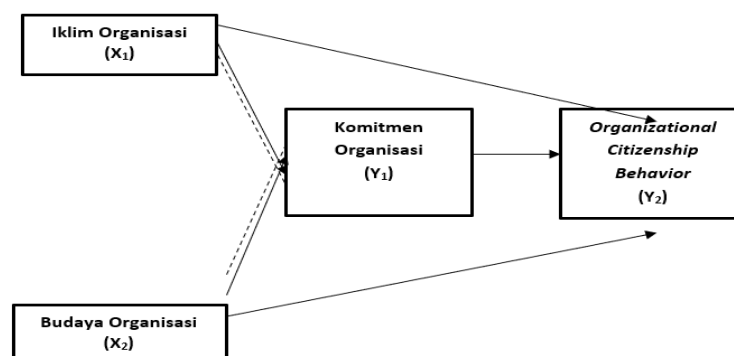 Iklim Organisasi
(X₁)
Komitmen
Organisasi
(Y₁)
Organizational
Citizenship
Behavior
(Y₂)
Budaya Organisasi
(X₂)